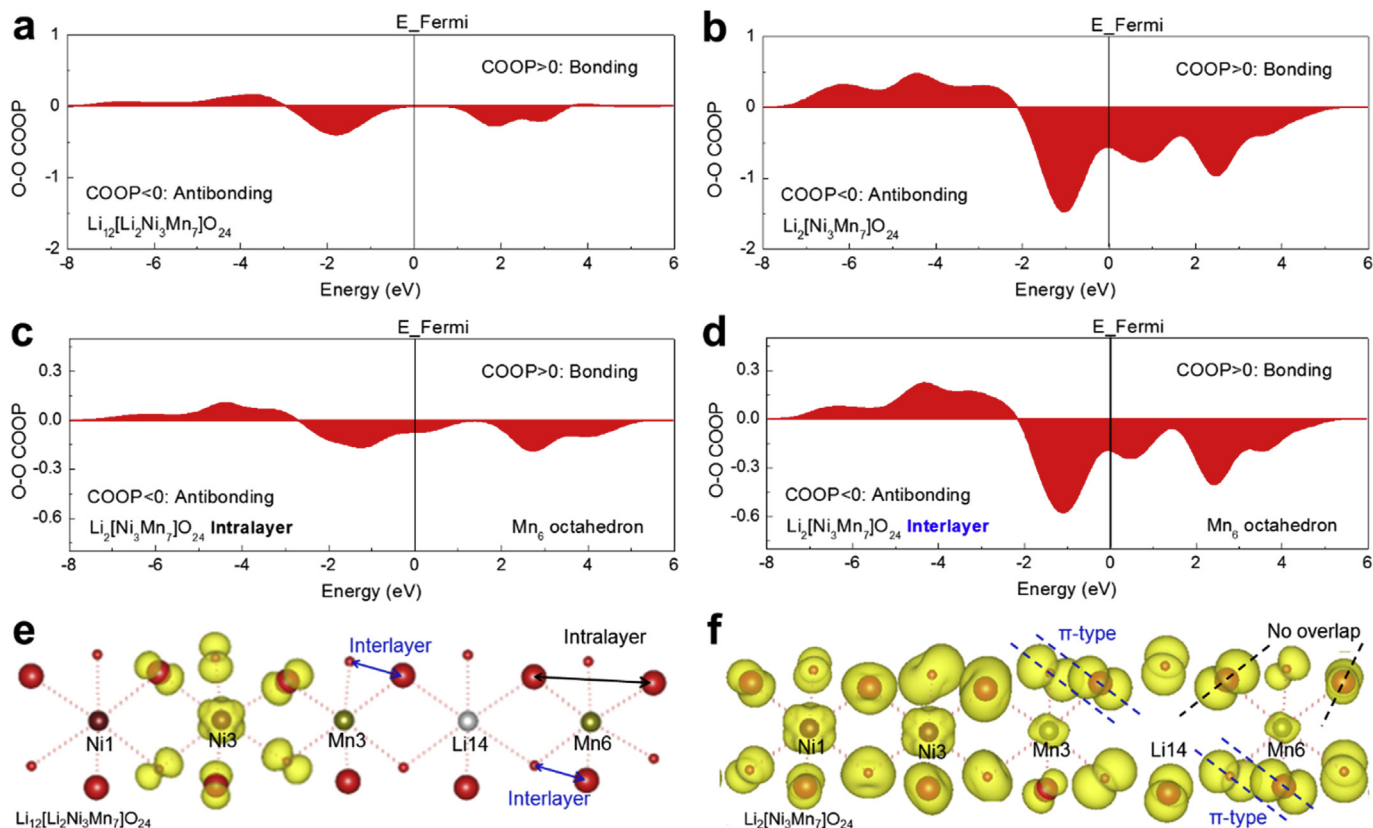 a
E_Fermi
1
0
-1
-2
O-O COOP
COOP>0: Bonding
COOP<0: Antibonding
Li12[Li2Ni3Mn7]O24
-8 -6 -4 -2 0 2 4 6
Energy (eV)
b
E_Fermi
1
0
-1
-2
O-O COOP
COOP>0: Bonding
COOP<0: Antibonding
Li2[Ni3Mn7]O24
-8 -6 -4 -2 0 2 4 6
Energy (eV)
c
E_Fermi
0.3
0.0
-0.3
-0.6
O-O COOP
COOP>0: Bonding
COOP<0: Antibonding
Li2[Ni3Mn7]O24 Intralayer
Mn6 octahedron
-8 -6 -4 -2 0 2 4 6
Energy (eV)
d
E_Fermi
0.3
0.0
-0.3
-0.6
O-O COOP
COOP>0: Bonding
COOP<0: Antibonding
Li2[Ni3Mn7]O24 Interlayer
Mn6 octahedron
-8 -6 -4 -2 0 2 4 6
Energy (eV)
e
Interlayer
Intralayer
Ni1 Ni3 Mn3 Li14 Mn6
Interlayer
Li12[Li2Ni3Mn7]O24
f
π-type
No overlap
Ni1 Ni3 Mn3 Li14 Mn6
π-type
Li2[Ni3Mn7]O24